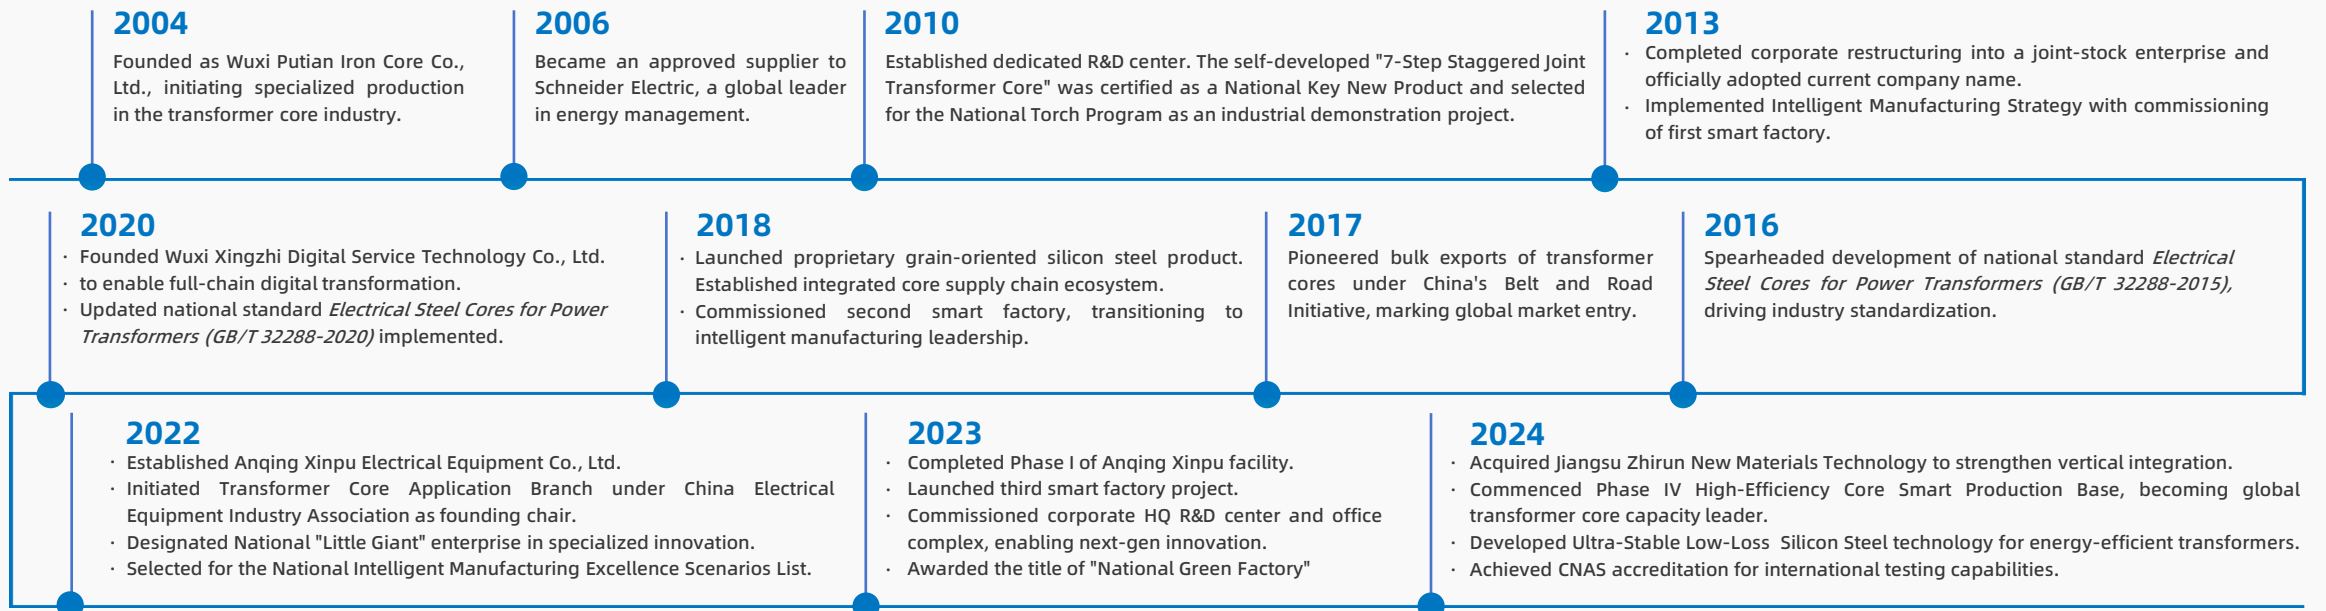 2004
Founded as Wuxi Putian Iron Core Co.,
Ltd., initiating specialized production
in the transformer core industry.
2006
Became an approved supplier to
Schneider Electric, a global leader
in energy management.
2010
Established dedicated R&D center. The self-developed "7-Step Staggered Joint
Transformer Core" was certified as a National Key New Product and selected
for the National Torch Program as an industrial demonstration project.
2013
· Completed corporate restructuring into a joint-stock enterprise and
officially adopted current company name.
· Implemented Intelligent Manufacturing Strategy with commissioning
of first smart factory.
2020
· Founded Wuxi Xingzhi Digital Service Technology Co., Ltd.
· to enable full-chain digital transformation.
· Updated national standard Electrical Steel Cores for Power
Transformers (GB/T 32288-2020) implemented.
2018
· Launched proprietary grain-oriented silicon steel product.
Established integrated core supply chain ecosystem.
· Commissioned second smart factory, transitioning to
intelligent manufacturing leadership.
2017
Pioneered bulk exports of transformer
cores under China's Belt and Road
Initiative, marking global market entry.
2016
Spearheaded development of national standard Electrical
Steel Cores for Power Transformers (GB/T 32288-2015),
driving industry standardization.
2022
· Established Anqing Xinpu Electrical Equipment Co., Ltd.
· Initiated Transformer Core Application Branch under China Electrical
Equipment Industry Association as founding chair.
· Designated National "Little Giant" enterprise in specialized innovation.
· Selected for the National Intelligent Manufacturing Excellence Scenarios List.
2023
· Completed Phase I of Anqing Xinpu facility.
· Launched third smart factory project.
· Commissioned corporate HQ R&D center and office
complex, enabling next-gen innovation.
· Awarded the title of "National Green Factory"
2024
· Acquired Jiangsu Zhirun New Materials Technology to strengthen vertical integration.
· Commenced Phase IV High-Efficiency Core Smart Production Base, becoming global
transformer core capacity leader.
· Developed Ultra-Stable Low-Loss Silicon Steel technology for energy-efficient transformers.
· Achieved CNAS accreditation for international testing capabilities.